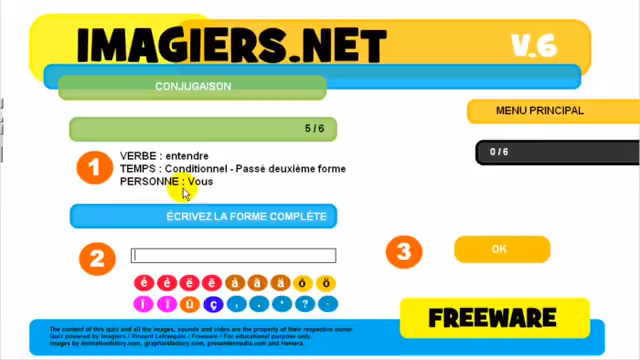 IMAGIERS.NET
V.6
CONJUGAISON
MENU PRINCIPAL
5 / 6
0 / 6
1
VERBE : entendre
TEMPS : Conditionnel - Passé deuxième forme
PERSONNE : Vous
ÉCRIVEZ LA FORME COMPLÈTE
2
3
OK
FREEWARE
The content of this quiz and all the images, sounds and video are the property of their respective owner.
Quiz powered by Imagiers / Vincent Lefrançois / Freeware / For educational purpose only.
Images by Animationfactory.com, graphicsfactory.com, presentermedia.com and Hemera.